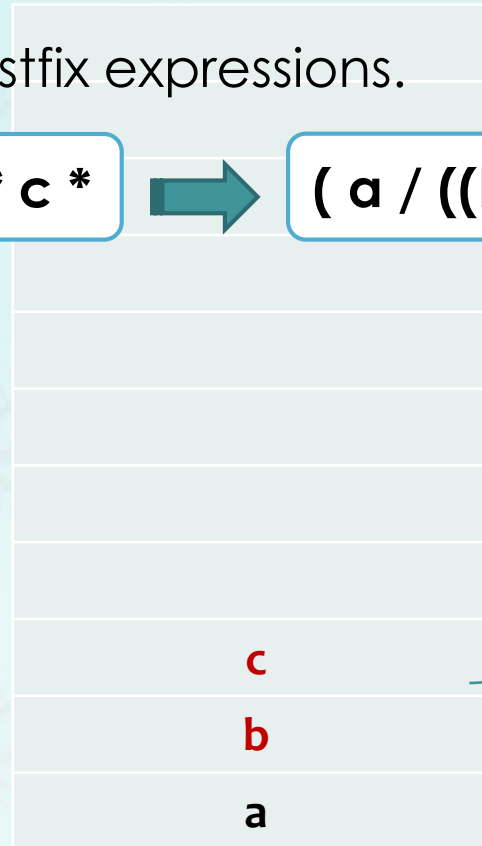 stfix expressions.
* c * ( a / ((
c
b
a